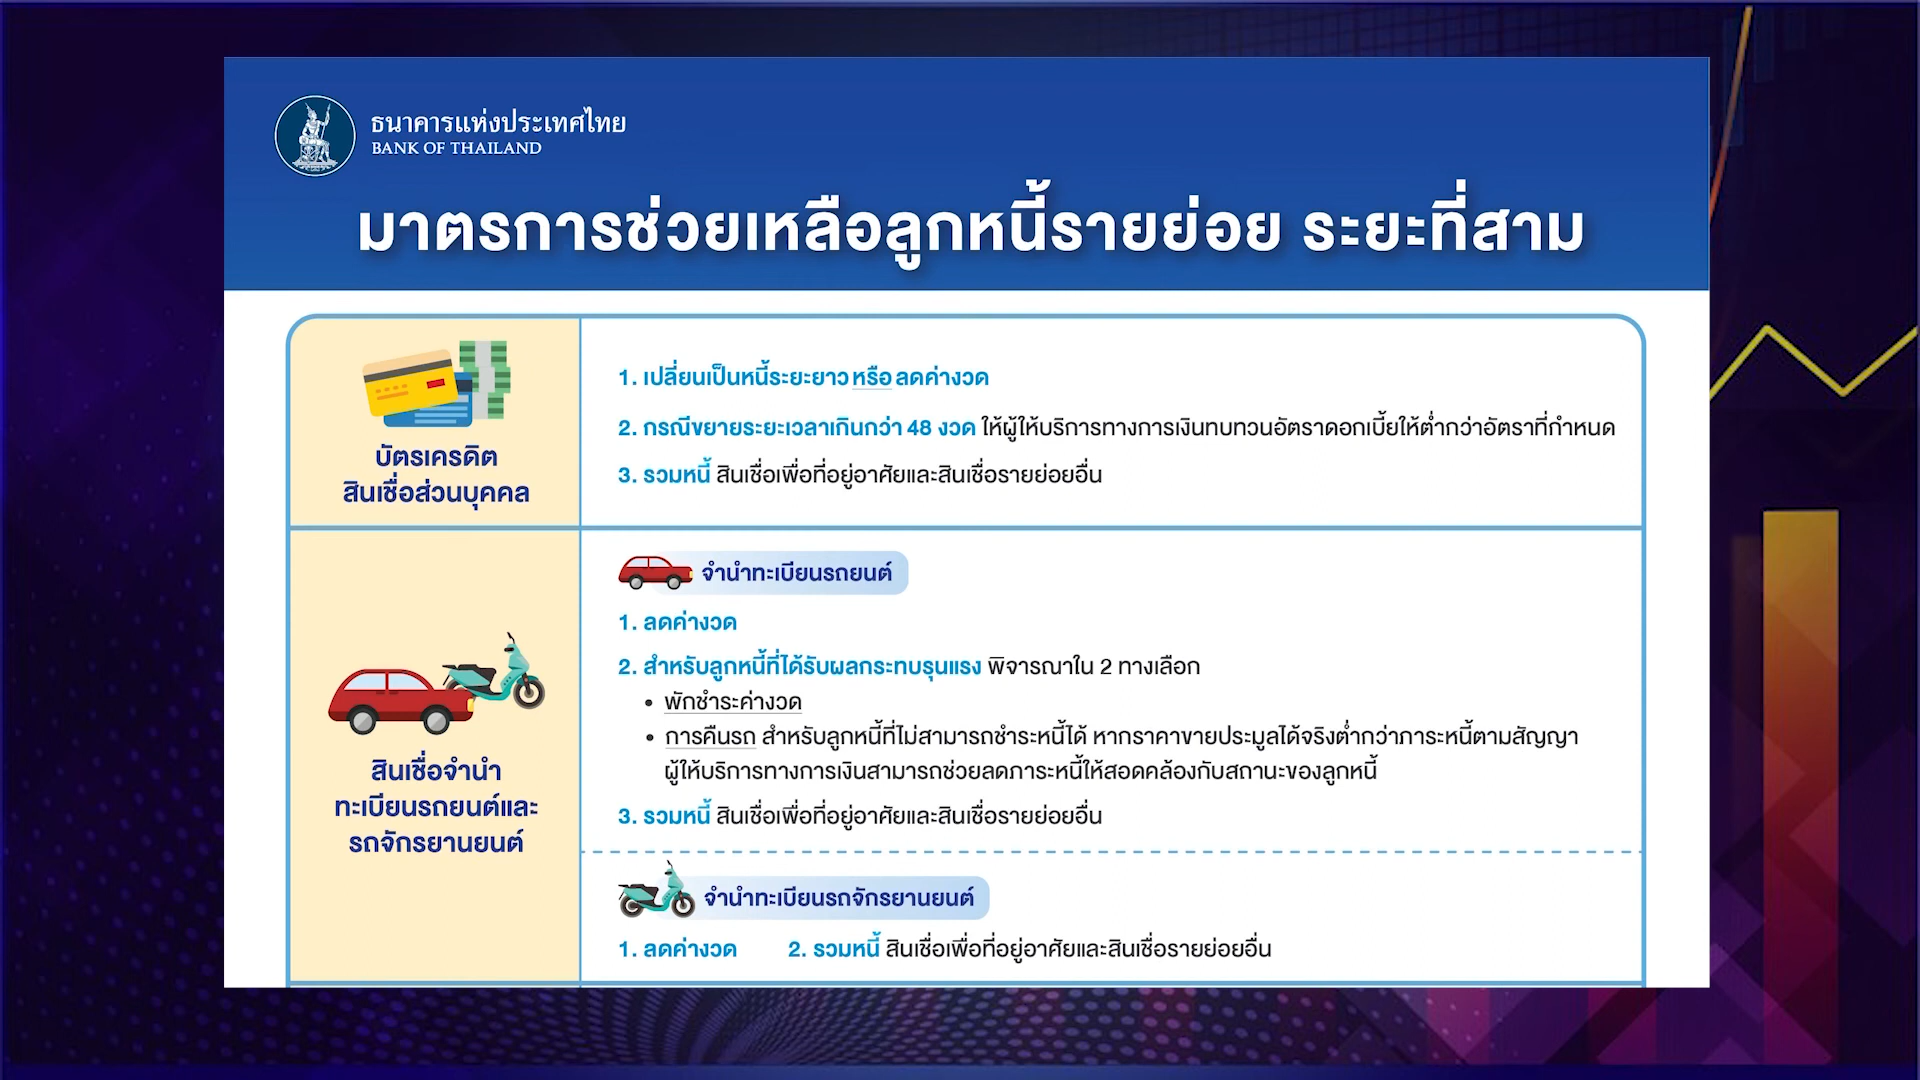 ธนาคารแห่งประเทศไทย
BANK OF THAILAND
มาตรการช่วยเหลือลูกหนี้รายย่อย ระยะที่สาม
บัตรเครดิต
สินเชื่อส่วนบุคคล
1. เปลี่ยนเป็นหนี้ระยะยาว หรือ ลดค่างวด
2. กรณีขยายระยะเวลาเกินกว่า 48 งวด ให้ผู้ให้บริการทางการเงินทบทวนอัตราดอกเบี้ยให้ต่ำกว่าอัตราที่กำหนด
3. รวมหนี้ สินเชื่อเพื่อที่อยู่อาศัยและสินเชื่อรายย่อยอื่น
สินเชื่อจำนำ
ทะเบียนรถยนต์และ
รถจักรยานยนต์
จำนำทะเบียนรถยนต์
1. ลดค่างวด
2. สำหรับลูกหนี้ที่ได้รับผลกระทบรุนแรง พิจารณาใน 2 ทางเลือก
• พักชำระค่างวด
• การคืนรถ สำหรับลูกหนี้ที่ไม่สามารถชำระหนี้ได้ หากราคาขายประมูลได้จริงต่ำกว่าภาระหนี้ตามสัญญา
ผู้ให้บริการทางการเงินสามารถช่วยลดภาระหนี้ให้สอดคล้องกับสถานะของลูกหนี้
3. รวมหนี้ สินเชื่อเพื่อที่อยู่อาศัยและสินเชื่อรายย่อยอื่น
จำนำทะเบียนรถจักรยานยนต์
1. ลดค่างวด 2. รวมหนี้ สินเชื่อเพื่อที่อยู่อาศัยและสินเชื่อรายย่อยอื่น